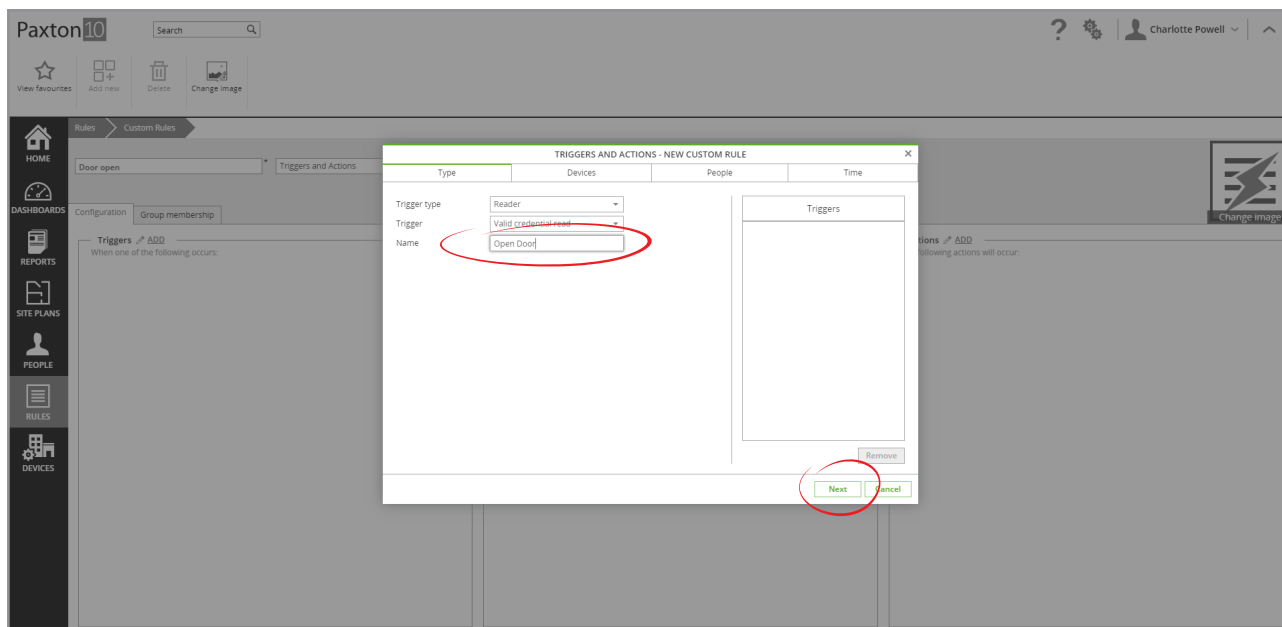 Paxton 10
Search
Charlotte Powell
View favourites
Add new
Delete
Change image
Rules
Custom Rules
HOME
DASHBOARDS
REPORTS
SITE PLANS
PEOPLE
RULES
DEVICES
Door open
*
Triggers and Actions
Configuration
Group membership
Triggers ADD
When one of the following occurs:
TRIGGERS AND ACTIONS - NEW CUSTOM RULE
Type
Devices
People
Time
Trigger type
Reader
Trigger
Valid credential read
Name
Open Door
Triggers
Remove
Next
Cancel
tions ADD
following actions will occur:
Change image